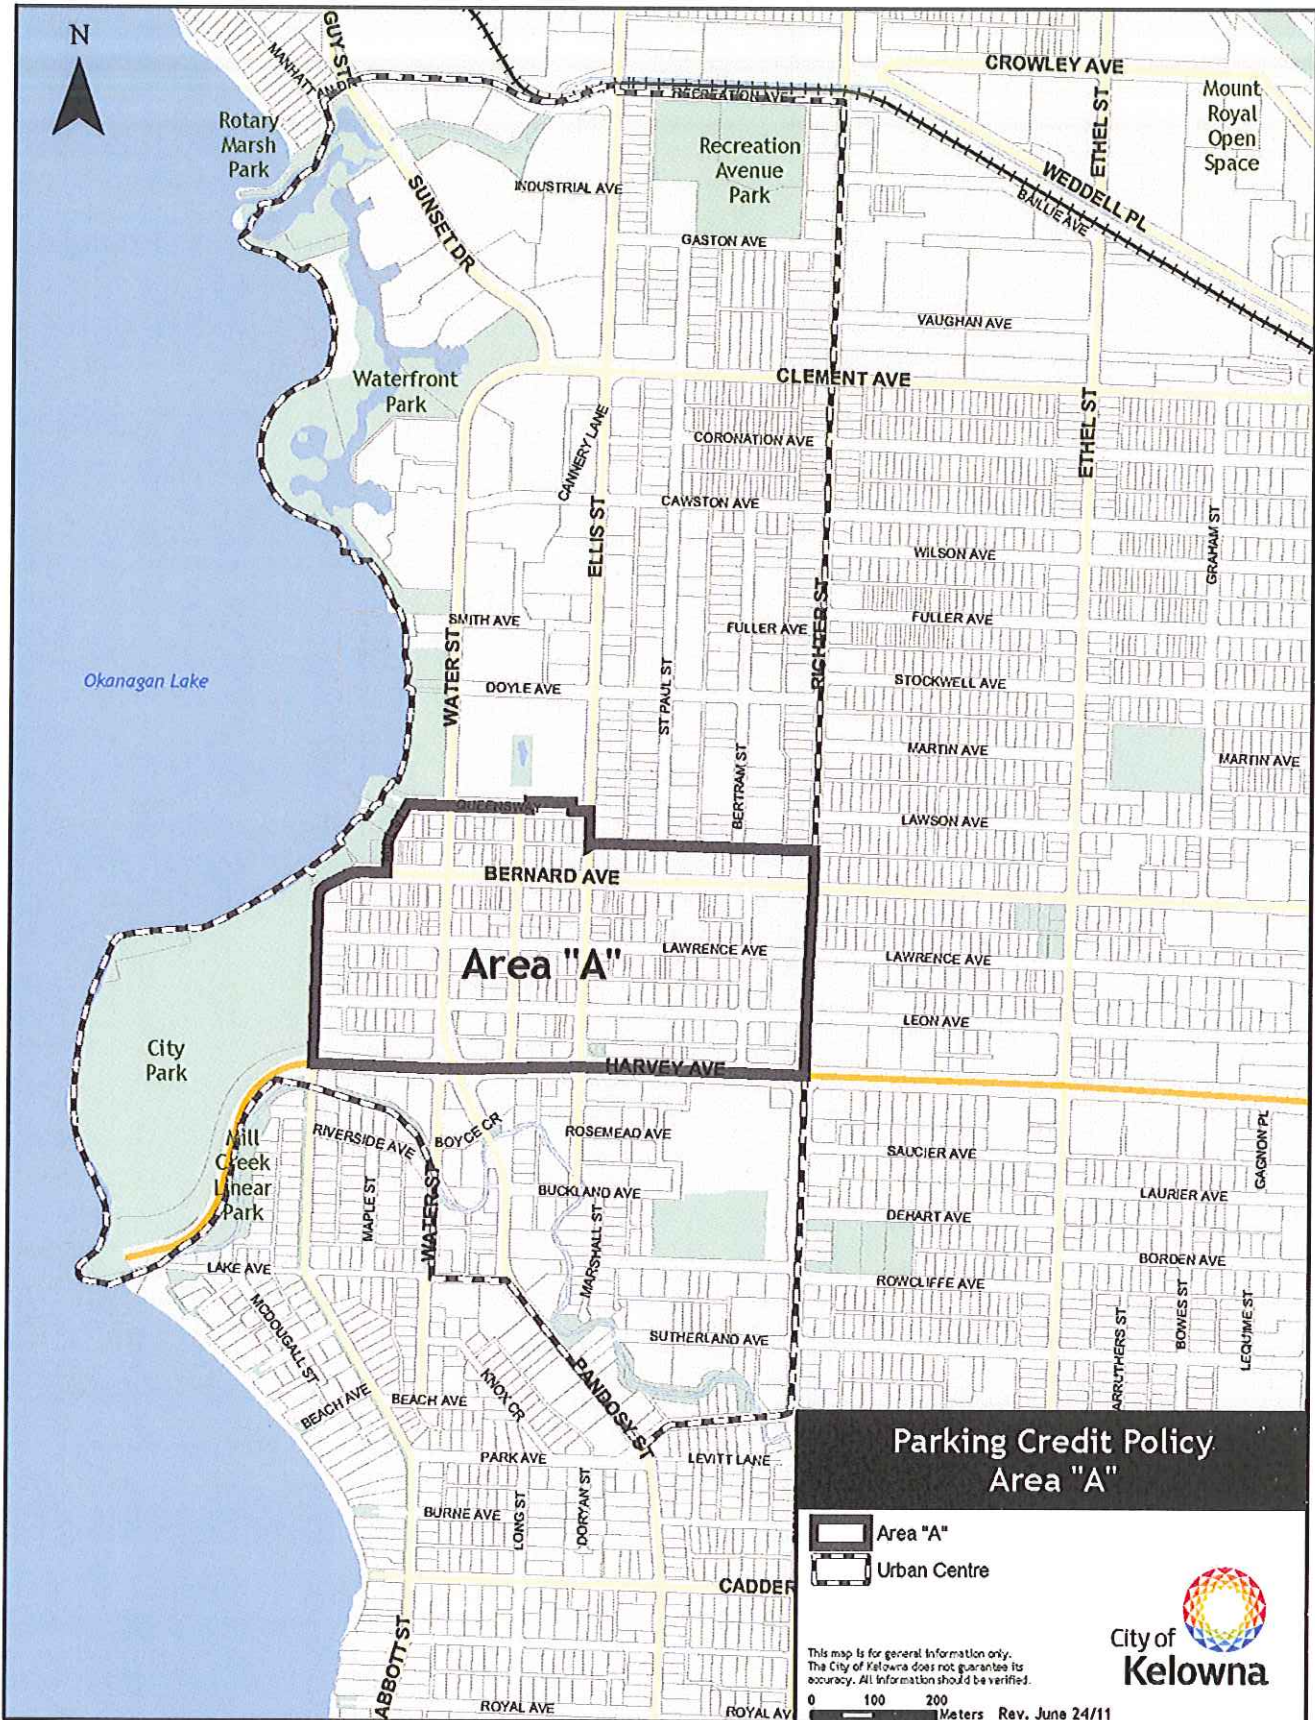 N
GUY ST
MANHATTAN DR
CROWLEY AVE
Mount
Royal
Open
Space
Rotary
Marsh
Park
RECREATION AVE
Recreation
Avenue
Park
ETHEL ST
WEDDELL PL
BAILLIE AVE
INDUSTRIAL AVE
SUNSET DR
GASTON AVE
VAUGHAN AVE
Waterfront
Park
CLEMENT AVE
ETHEL ST
CANNERY LANE
CORONATION AVE
CAWSTON AVE
ELLIS ST
WILSON AVE
GRAHAM ST
SMITH AVE
FULLER AVE
FULLER AVE
RICHTER ST
WATER ST
Okanagan Lake
DOYLE AVE
ST PAUL ST
STOCKWELL AVE
BERTRAM ST
MARTIN AVE
MARTIN AVE
QUEENSWAY
LAWSON AVE
BERNARD AVE
Area "A"
LAWRENCE AVE
LAWRENCE AVE
LEON AVE
City
Park
HARVEY AVE
Mill
Creek
Linear
Park
RIVERSIDE AVE
BOYCE CR
ROSEMEAD AVE
SAUCIER AVE
GAGNON PL
MAPLE ST
WATER ST
BUCKLAND AVE
LAURIER AVE
MARSHALL ST
DEHART AVE
LAKE AVE
BORDEN AVE
ROWCLIFFE AVE
MCDOUGALL ST
SUTHERLAND AVE
ARRUTHERS ST
BOWES ST
LEQUIME ST
BEACH AVE
BEACH AVE
KNOX CR
PANDOSY ST
PARK AVE
LEVITT LANE
BURNE AVE
LONG ST
DORYAN ST
CADDER
ABBOTT ST
ROYAL AVE
ROYAL AV
Parking Credit Policy
Area "A"
Area "A"
Urban Centre
City of
Kelowna
This map is for general information only.
The City of Kelowna does not guarantee its
accuracy. All information should be verified.
0 100 200
Meters Rev. June 24/11